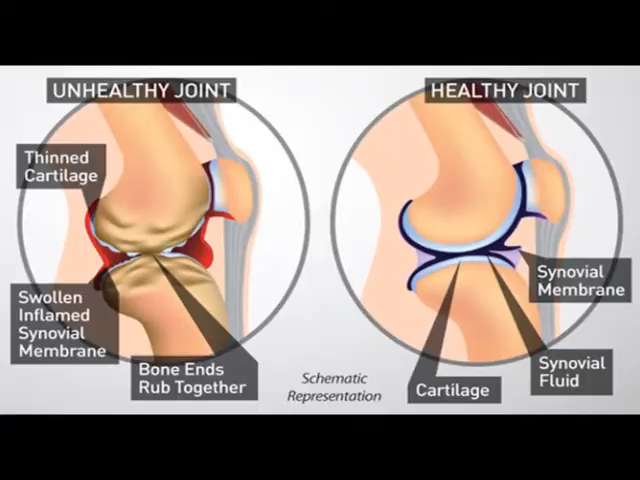 UNHEALTHY JOINT
Thinned
Cartilage
Swollen
Inflamed
Synovial
Membrane
Bone Ends
Rub Together
Schematic
Representation
HEALTHY JOINT
Synovial
Membrane
Synovial
Fluid
Cartilage